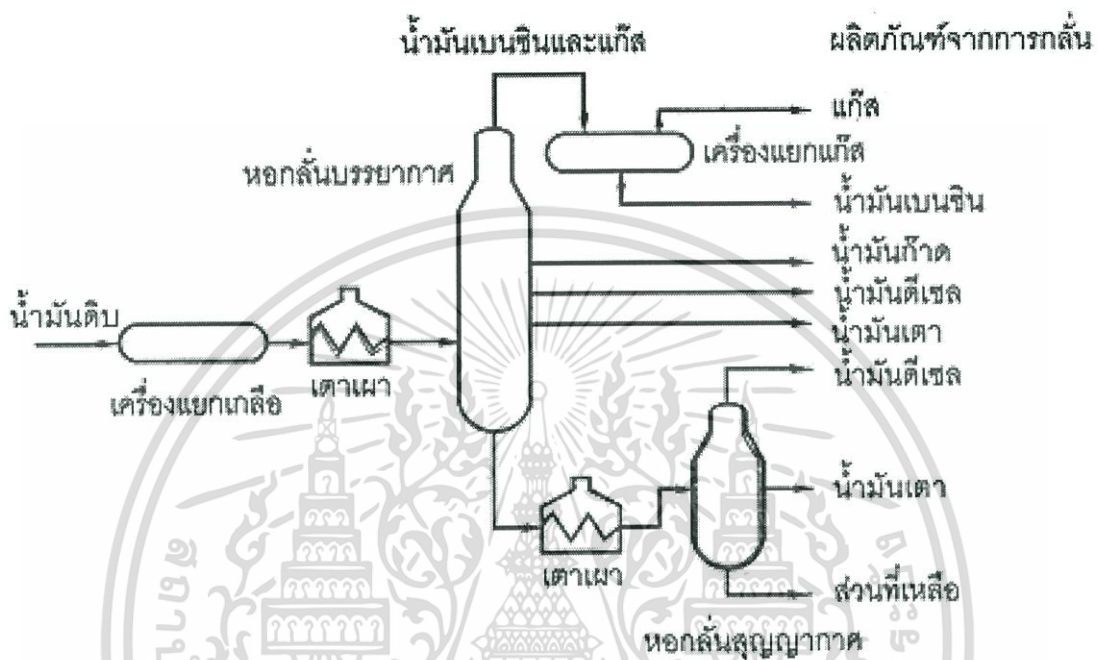 น้ำมันเบนซินและแก๊ส
ผลิตภัณฑ์จากการกลั่น
แก๊ส
เครื่องแยกแก๊ส
หอกลั่นบรรยากาศ
น้ำมันเบนซิน
น้ำมันก๊าด
น้ำมันดีเซล
น้ำมันดิบ
น้ำมันเตา
น้ำมันดีเซล
เครื่องแยกเกลือ
เตาเผา
น้ำมันเตา
เตาเผา
ส่วนที่เหลือ
หอกลั่นสุญญากาศ